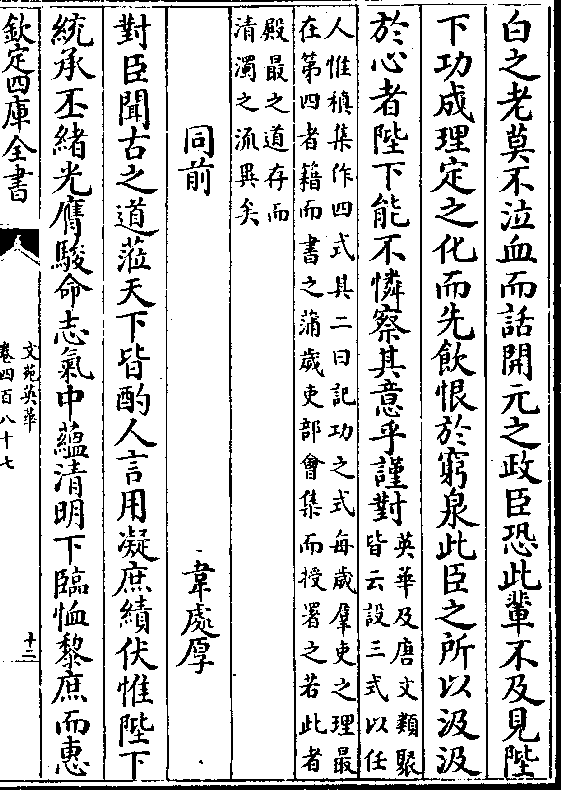 白之老莫不泣血而話開元之政臣恐此輩不及見陛
下功成理定之化而先飲恨於窮泉此臣之所以汲汲
於心者陛下能不憐察其意乎謹對
英華及唐文類聚
皆云設三式以任
人惟稹集作四式其二曰記功之式每歲羣吏之理最
在第四者籍而書之滿歲吏部會集而授署之若此者
殿最之道存而
清濁之流異矣
同前 韋處厚
對臣聞古之道蒞天下皆酌人言用凝庶績伏惟陛下
統承丕緒光膺駿命志氣中蘊清明下臨恤黎庶而惠
欽定四庫全書
文苑英華
卷四百八十七
十二